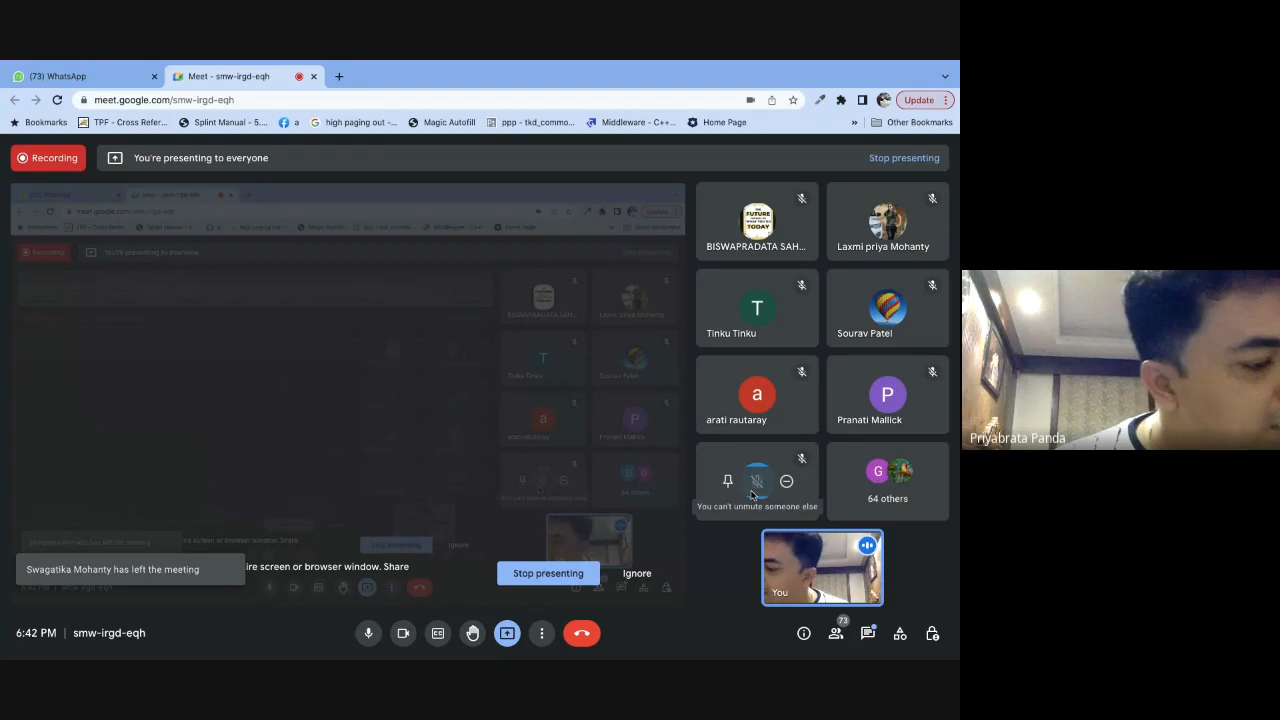 (73) WhatsApp
Meet - smw-irgd-eqh
meet.google.com/smw-irgd-eqh
Update
Bookmarks
TPF - Cross Refer...
Splint Manual - 5....
a
high paging out -...
Magic Autofill
ppp - tkd_commo...
Middleware - C++...
Home Page
»
Other Bookmarks
Recording
You're presenting to everyone
Stop presenting
THE FUTURE
TODAY
BISWAPRADATA SAH...
Laxmi priya Mohanty
T
Tinku Tinku
Sourav Patel
a
arati rautaray
P
Pranati Mallick
You can't unmute someone else
G
64 others
Swagatika Mohanty has left the meeting
ire screen or browser window. Share
Stop presenting
Ignore
You
6:42 PM | smw-irgd-eqh
73
Priyabrata Panda